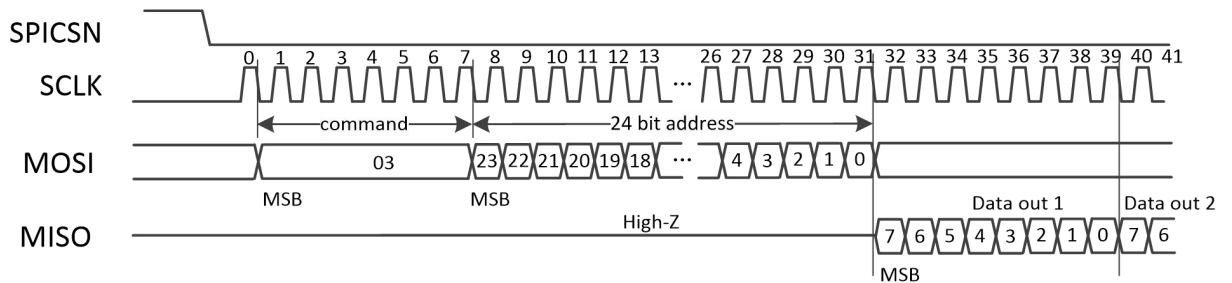 SPICSN
0 1 2 3 4 5 6 7 8 9 10 11 12 13 26 27 28 29 30 31 32 33 34 35 36 37 38 39 40 41
SCLK ...
command 24 bit address
MOSI 03 23 22 21 20 19 18 ... 4 3 2 1 0
MSB MSB
Data out 1 Data out 2
High-Z
MISO 7 6 5 4 3 2 1 0 7 6
MSB